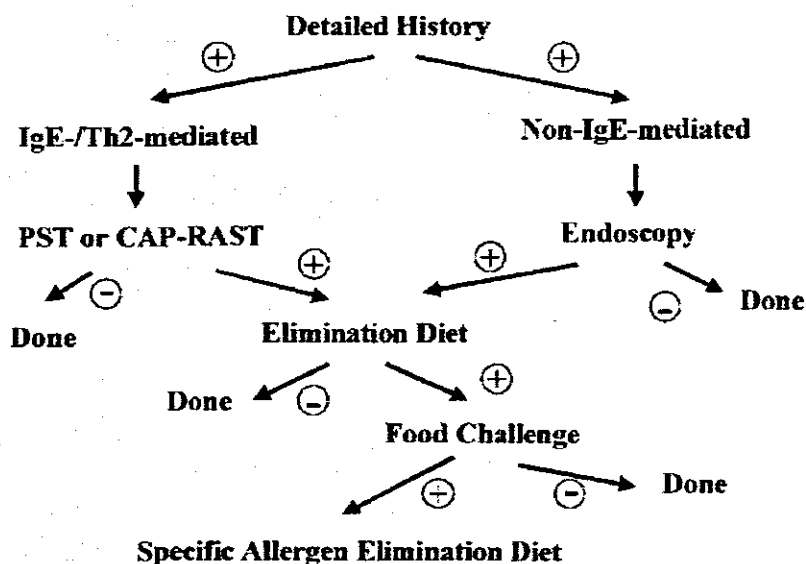 Detailed History
+ +
IgE-/Th2-mediated Non-IgE-mediated
PST or CAP-RAST Endoscopy
- + + -
Done Elimination Diet Done
Done - +
Food Challenge
+ - Done
Specific Allergen Elimination Diet